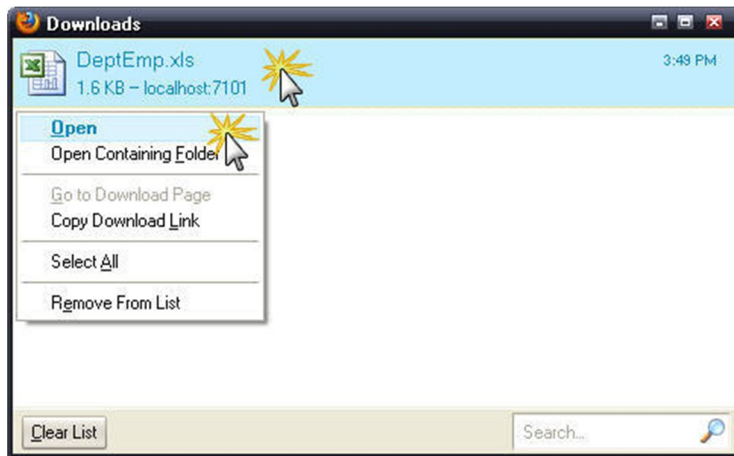 Downloads
DeptEmp.xls
3:49 PM
1.6 KB – localhost:7101
Open
Open Containing Folder
Go to Download Page
Copy Download Link
Select All
Remove From List
Clear List
Search...